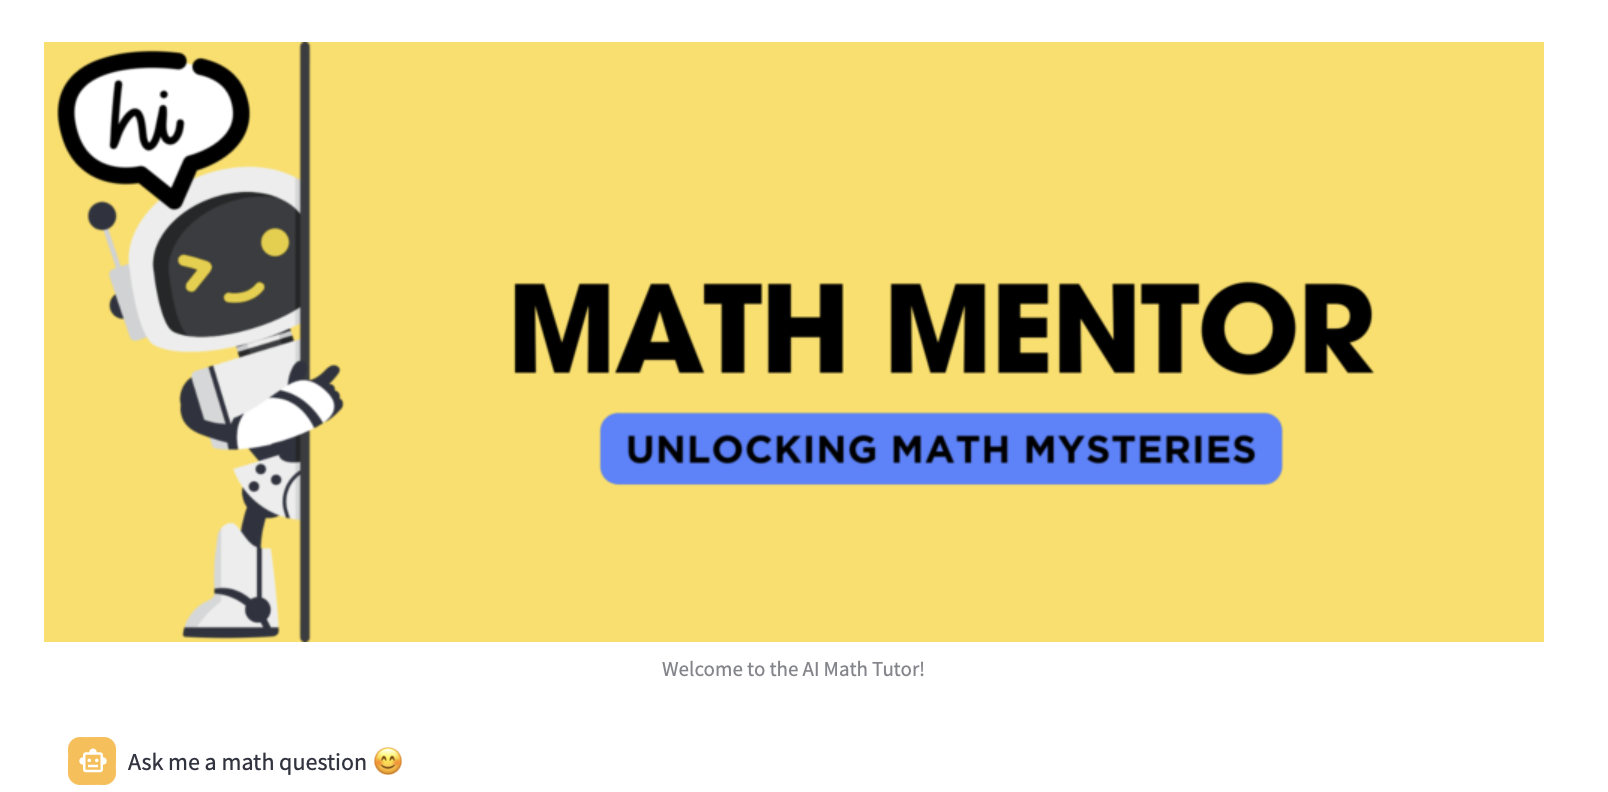 hi
MATH MENTOR
UNLOCKING MATH MYSTERIES
Welcome to the AI Math Tutor!
Ask me a math question 😊